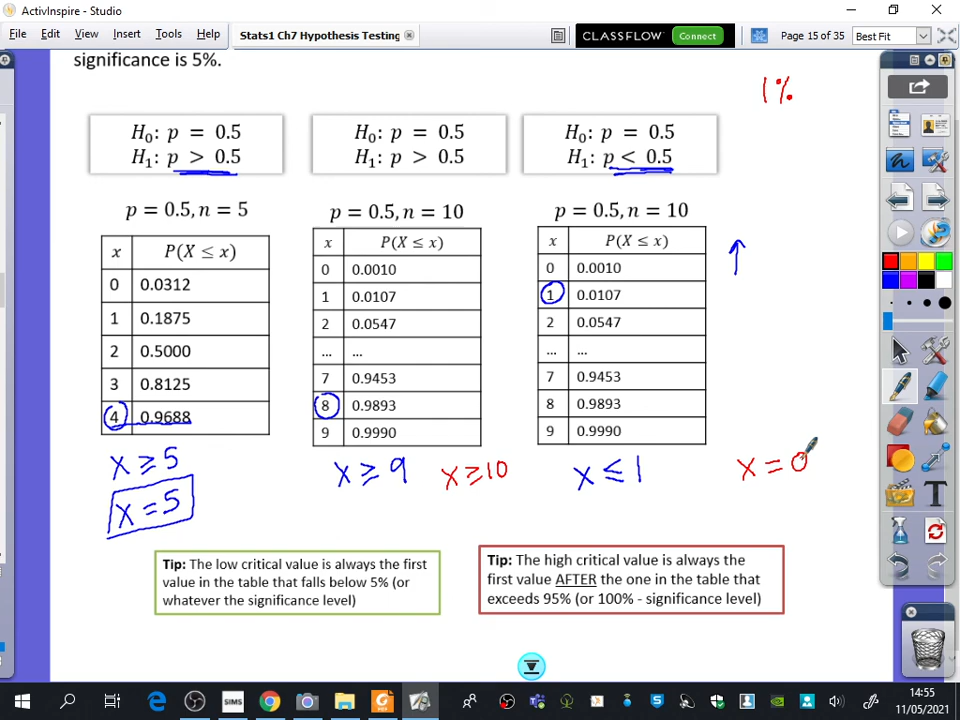 ActivInspire - Studio
File Edit View Insert Tools Help
Stats1 Ch7 Hypothesis Testing
CLASSFLOW Connect
Page 15 of 35
Best Fit
significance is 5%.
1%
H₀: p = 0.5
H₁: p > 0.5
H₀: p = 0.5
H₁: p > 0.5
H₀: p = 0.5
H₁: p < 0.5
p = 0.5, n = 5
x P(X ≤ x)
0 0.0312
1 0.1875
2 0.5000
3 0.8125
4 0.9688
x ≥ 5
x = 5
p = 0.5, n = 10
x P(X ≤ x)
0 0.0010
1 0.0107
2 0.0547
... ...
7 0.9453
8 0.9893
9 0.9990
x ≥ 9 x ≥ 10
p = 0.5, n = 10
x P(X ≤ x)
0 0.0010
1 0.0107
2 0.0547
... ...
7 0.9453
8 0.9893
9 0.9990
x ≤ 1
x = 0
Tip: The low critical value is always the first
value in the table that falls below 5% (or
whatever the significance level)
Tip: The high critical value is always the
first value AFTER the one in the table that
exceeds 95% (or 100% - significance level)
T
SIMS
14:55
11/05/2021